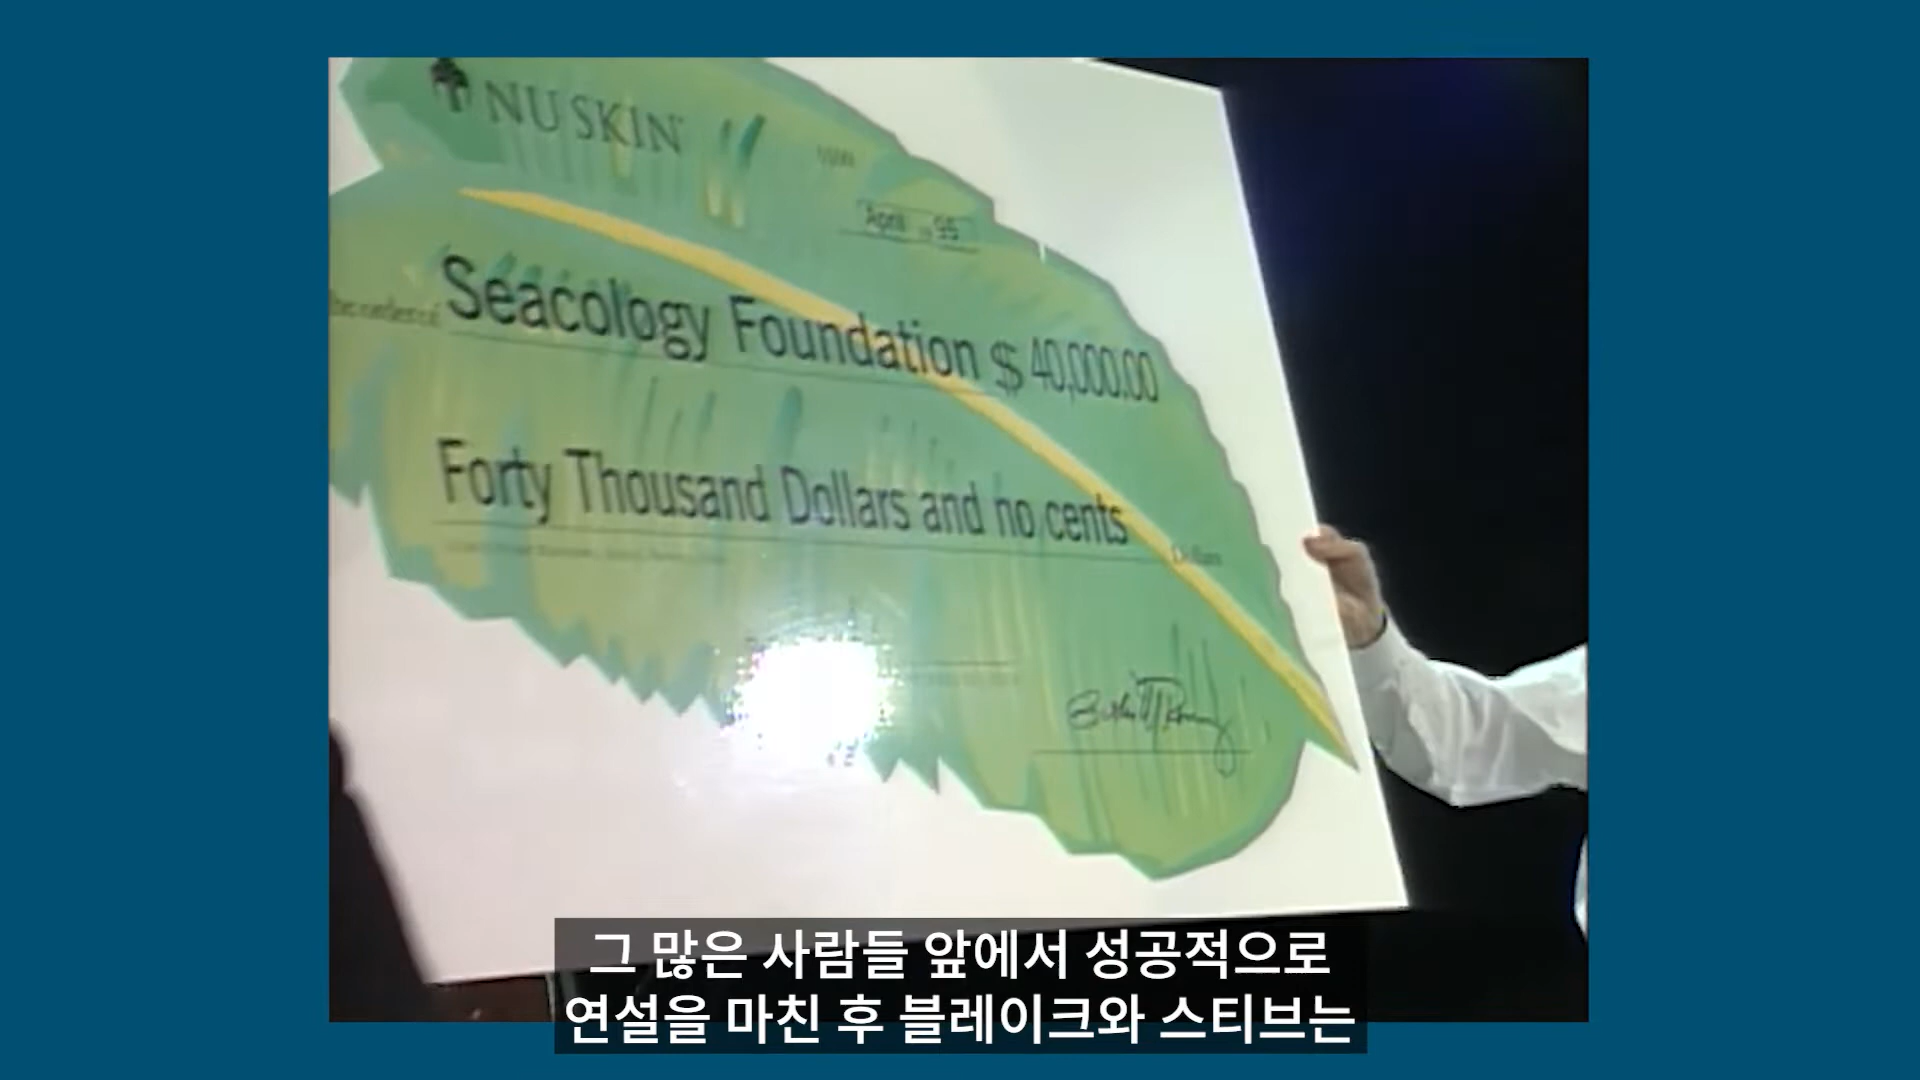 NU SKIN
April 95
Seacology Foundation $ 40,000.00
Forty Thousand Dollars and no cents
Dollars
그 많은 사람들 앞에서 성공적으로
연설을 마친 후 블레이크와 스티브는